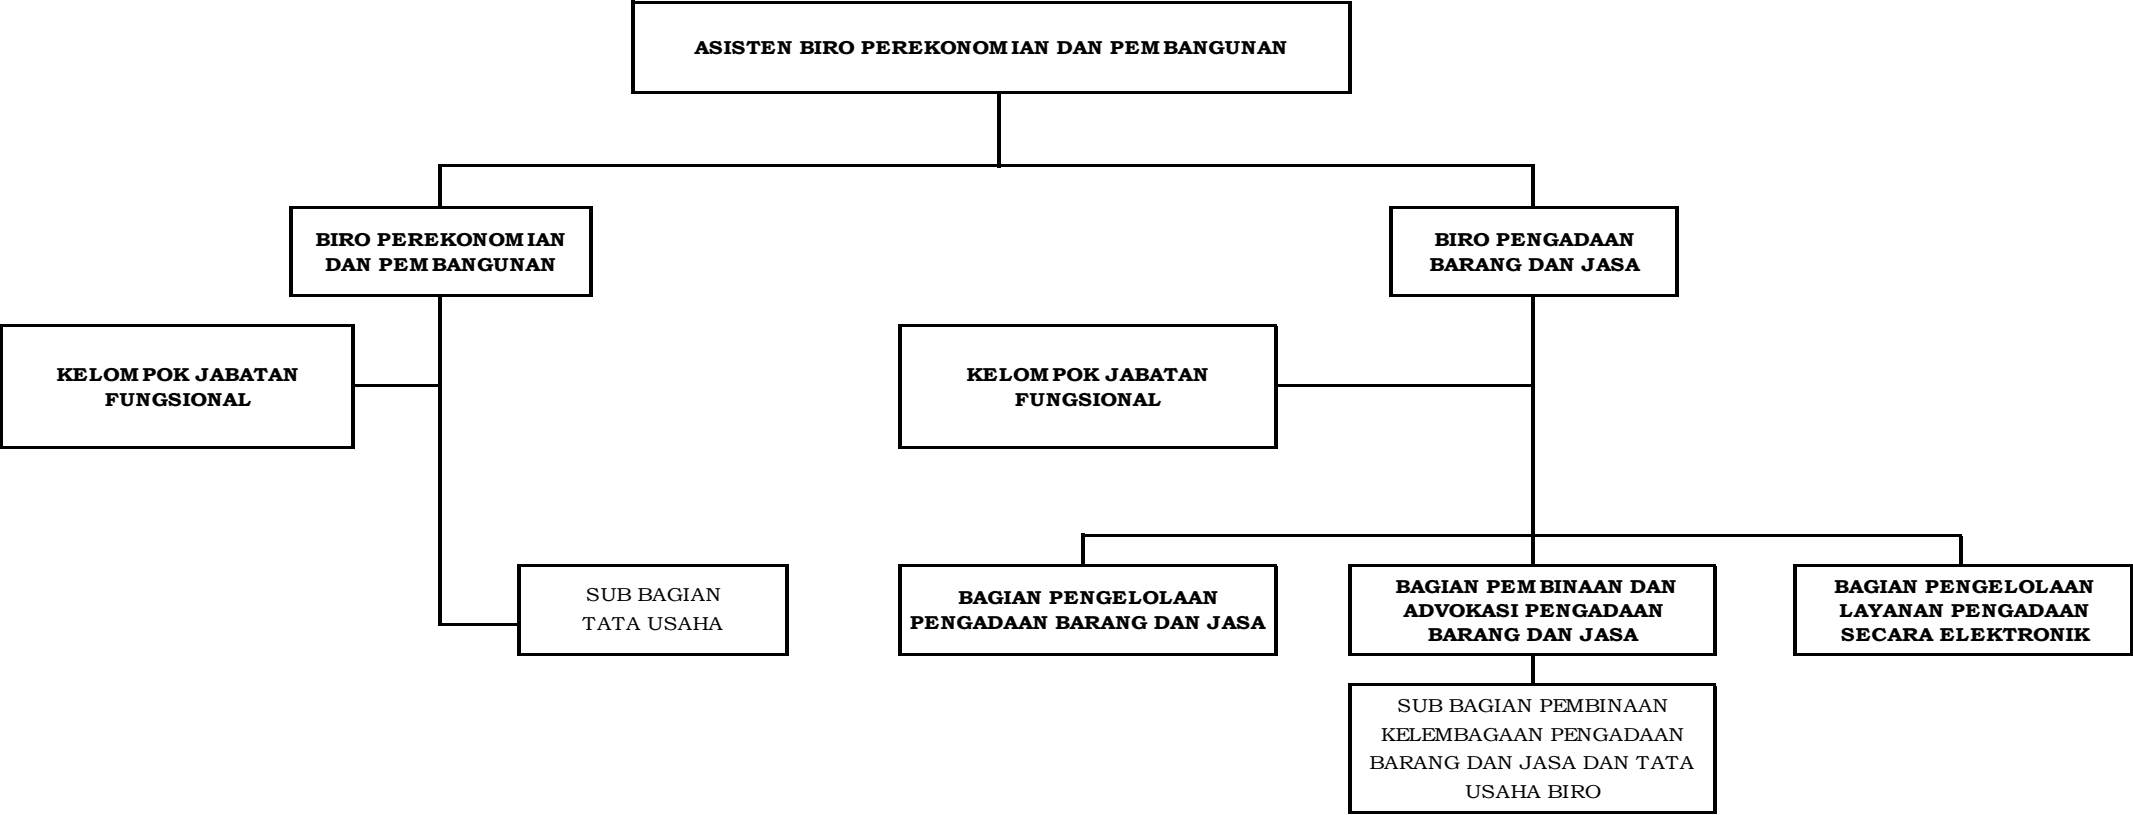 ASISTEN BIRO PEREKONOMIAN DAN PEMBANGUNAN
BIRO PEREKONOMIAN
DAN PEMBANGUNAN
BIRO PENGADAAN
BARANG DAN JASA
KELOMPOK JABATAN
FUNGSIONAL
KELOMPOK JABATAN
FUNGSIONAL
SUB BAGIAN
TATA USAHA
BAGIAN PENGELOLAAN
PENGADAAN BARANG DAN JASA
BAGIAN PEMBINAAN DAN
ADVOKASI PENGADAAN
BARANG DAN JASA
BAGIAN PENGELOLAAN
LAYANAN PENGADAAN
SECARA ELEKTRONIK
SUB BAGIAN PEMBINAAN
KELEMBAGAAN PENGADAAN
BARANG DAN JASA DAN TATA
USAHA BIRO